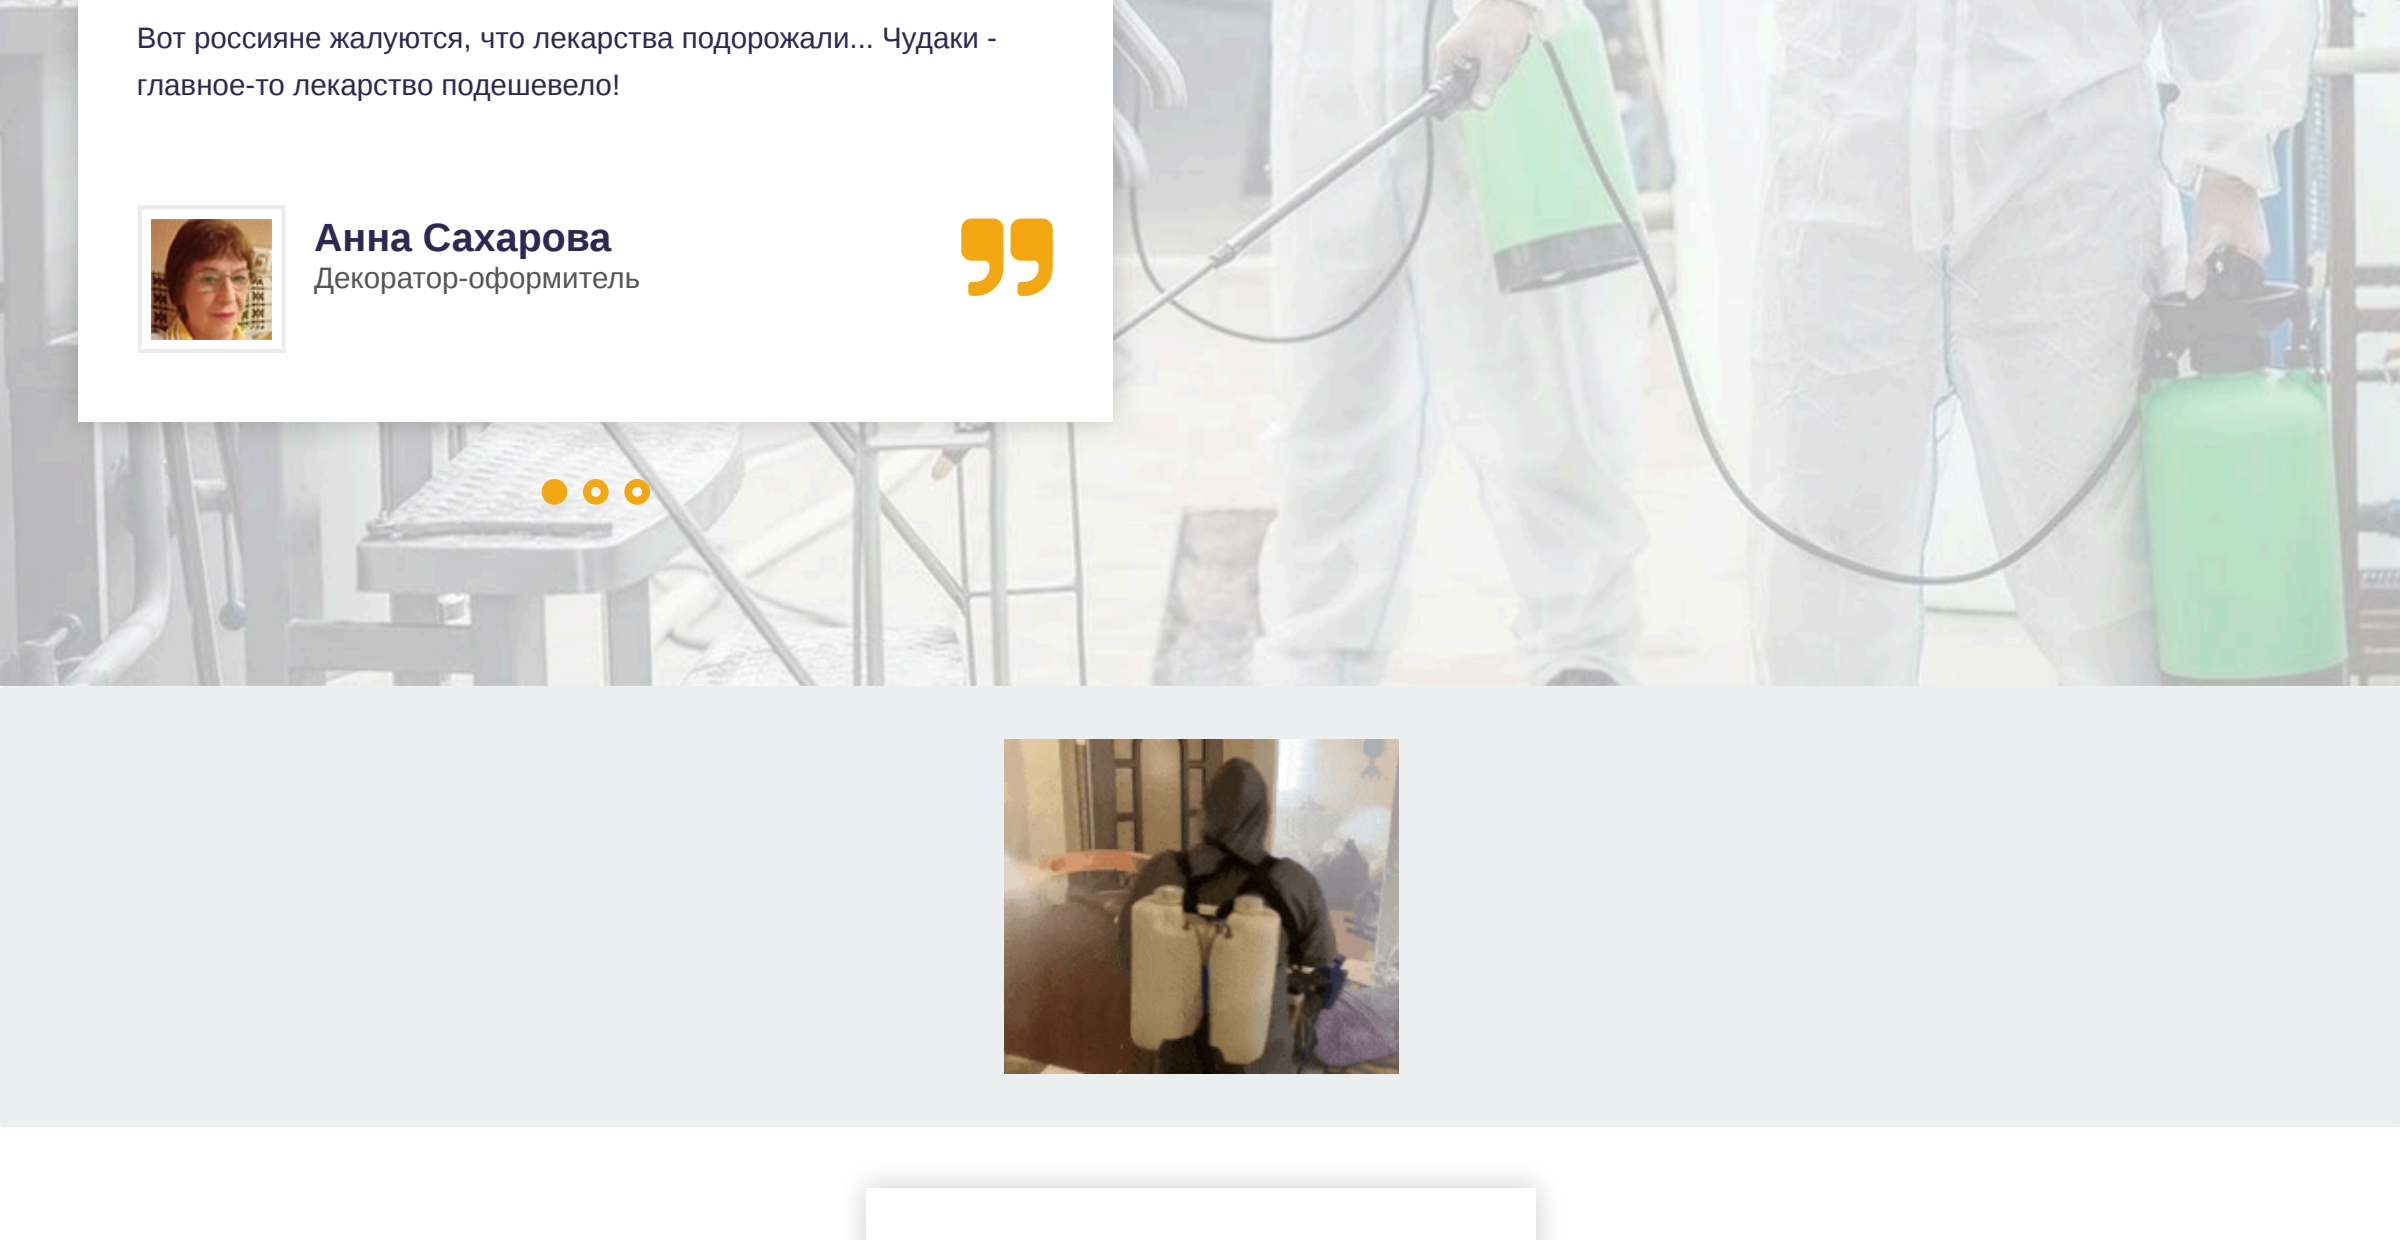 Вот россияне жалуются, что лекарства подорожали... Чудаки -
главное-то лекарство подешевело!
Анна Сахарова
Декоратор-оформитель